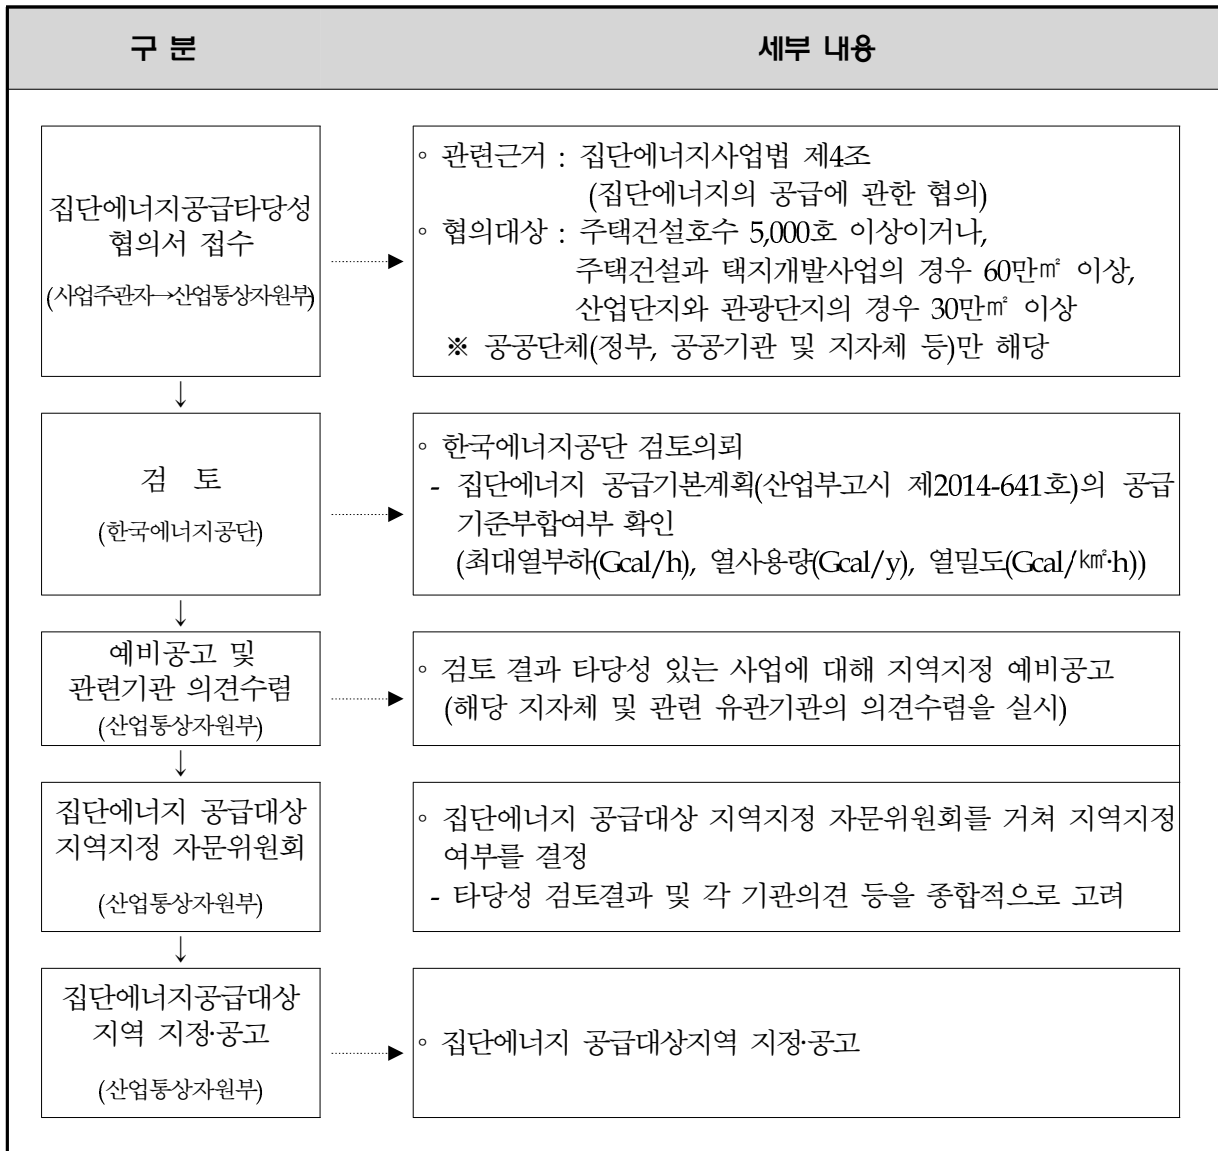 구 분
세부 내용
집단에너지공급타당성
협의서 접수
(사업주관자→산업통상자원부)
◦ 관련근거 : 집단에너지사업법 제4조
(집단에너지의 공급에 관한 협의)
◦ 협의대상 : 주택건설호수 5,000호 이상이거나,
주택건설과 택지개발사업의 경우 60만㎡ 이상,
산업단지와 관광단지의 경우 30만㎡ 이상
※ 공공단체(정부, 공공기관 및 지자체 등)만 해당
↓
검 토
(한국에너지공단)
◦ 한국에너지공단 검토의뢰
- 집단에너지 공급기본계획(산업부고시 제2014-641호)의 공급
기준부합여부 확인
(최대열부하(Gcal/h), 열사용량(Gcal/y), 열밀도(Gcal/㎢·h))
↓
예비공고 및
관련기관 의견수렴
(산업통상자원부)
◦ 검토 결과 타당성 있는 사업에 대해 지역지정 예비공고
(해당 지자체 및 관련 유관기관의 의견수렴을 실시)
↓
집단에너지 공급대상
지역지정 자문위원회
(산업통상자원부)
◦ 집단에너지 공급대상 지역지정 자문위원회를 거쳐 지역지정
여부를 결정
- 타당성 검토결과 및 각 기관의견 등을 종합적으로 고려
↓
집단에너지공급대상
지역 지정·공고
(산업통상자원부)
◦ 집단에너지 공급대상지역 지정·공고